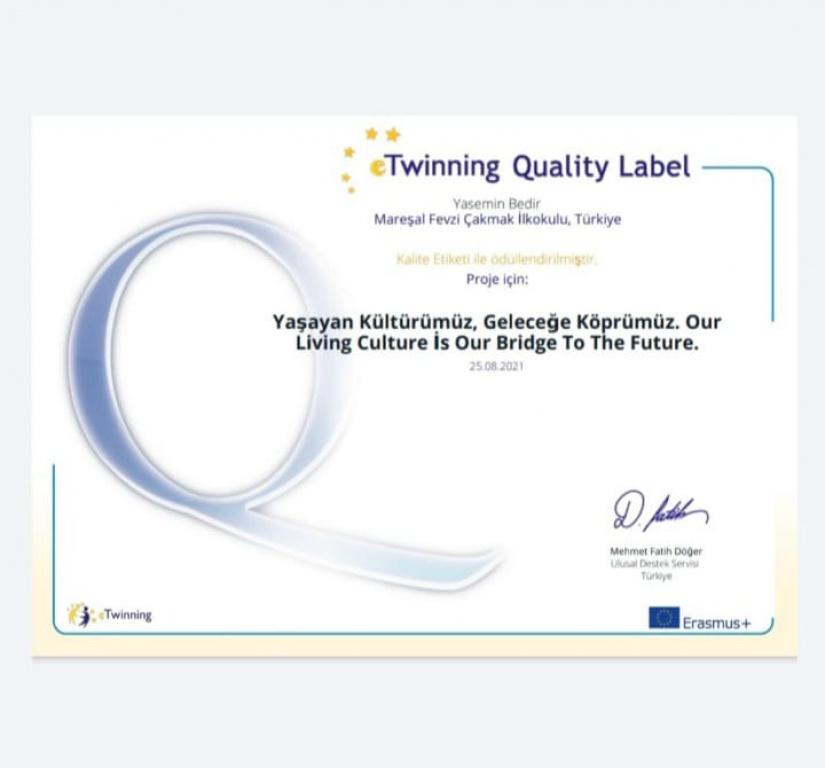 eTwinning Quality Label
Yasemin Bedir
Mareşal Fevzi Çakmak İlkokulu, Türkiye
Kalite Etiketi ile ödüllendirilmiştir.
Proje için:
Yaşayan Kültürümüz, Geleceğe Köprümüz. Our
Living Culture İs Our Bridge To The Future.
25.08.2021
D. fatih
Mehmet Fatih Döğer
Ulusal Destek Servisi
Türkiye
eTwinning
Erasmus+